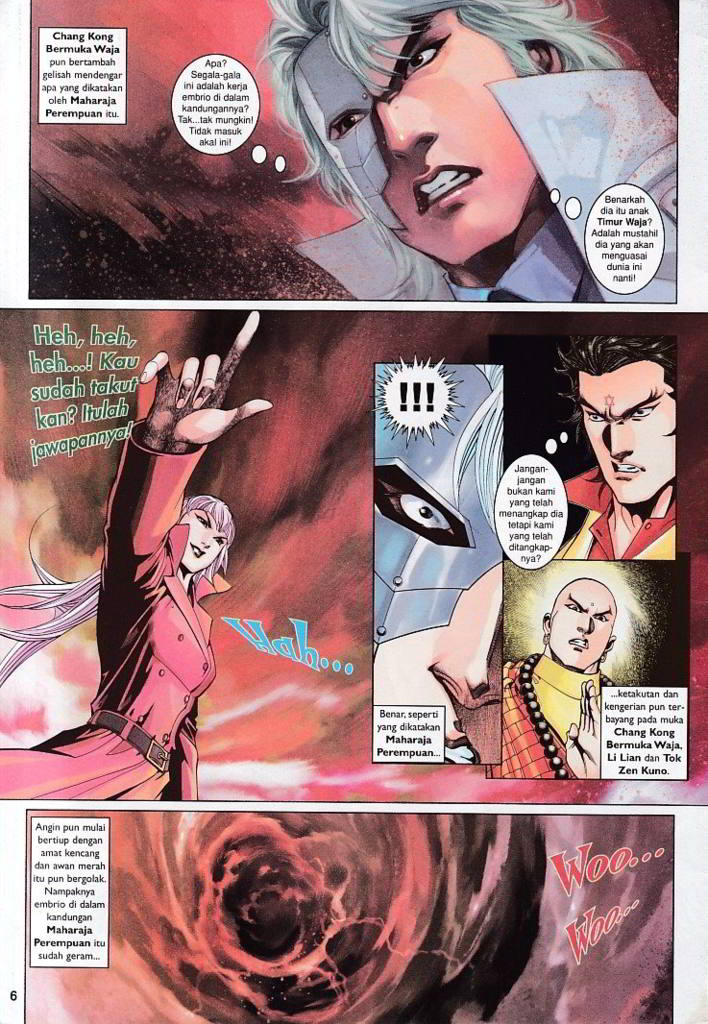 Chang Kong
Bermuka Waja
pun bertambah
gelisah mendengar
apa yang dikatakan
oleh Maharaja
Perempuan itu.
Apa?
Segala-gala
ini adalah kerja
embrio di dalam
kandungannya?
Tak...tak mungkin!
Tidak masuk
akal ini!
Benarkah
dia itu anak
Timur Waja?
Adalah mustahil
dia yang akan
menguasai
dunia ini
nanti!
Heh, heh,
heh...! Kau
sudah takut
kan? Itulah
jawapannya!
Hah...
!!!
Jangan-
jangan
bukan kami
yang telah
menangkap dia
tetapi kami
yang telah
ditangkap-
nya?
Benar, seperti
yang dikatakan
Maharaja
Perempuan...
...ketakutan dan
kengerian pun ter-
bayang pada muka
Chang Kong
Bermuka Waja,
Li Lian dan Tok
Zen Kuno.
Angin pun mulai
bertiup dengan
amat kencang
dan awan merah
itu pun bergolak.
Nampaknya
embrio di dalam
kandungan
Maharaja
Perempuan itu
sudah geram...
Woo...
Woo...
6